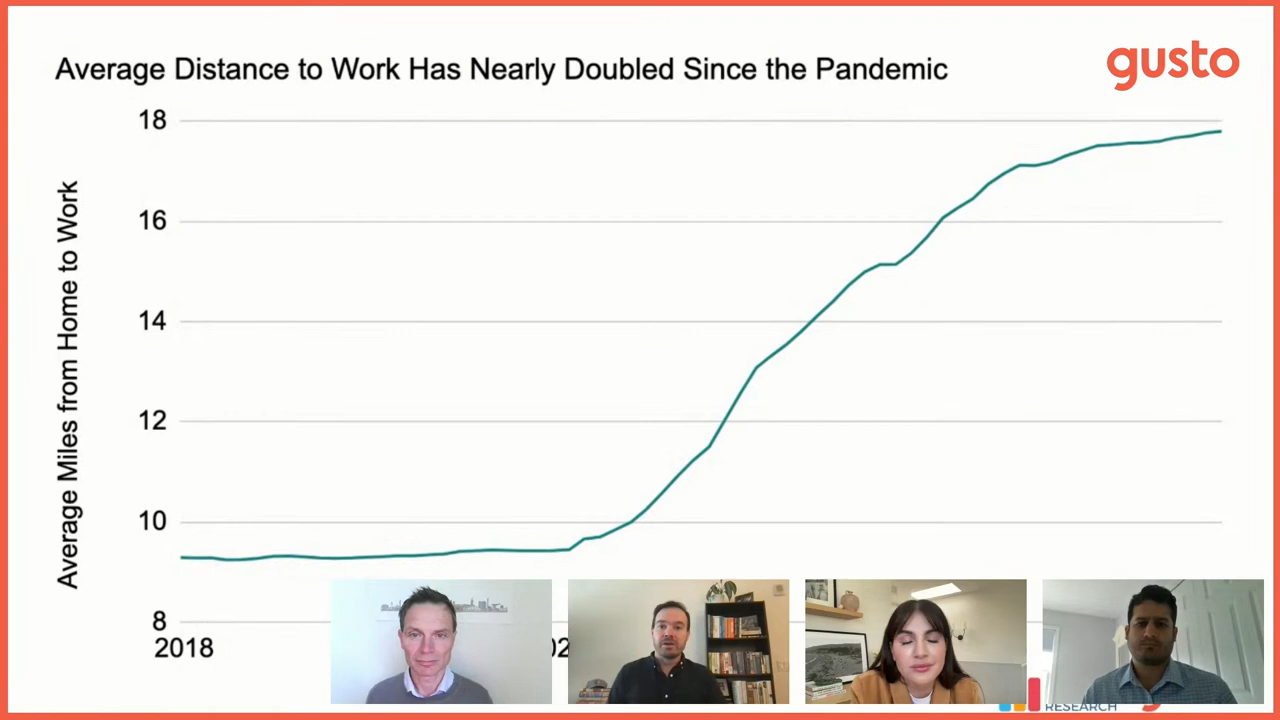 Average Distance to Work Has Nearly Doubled Since the Pandemic
gusto
Average Miles from Home to Work
18
16
14
12
10
8
2018
RESEARCH